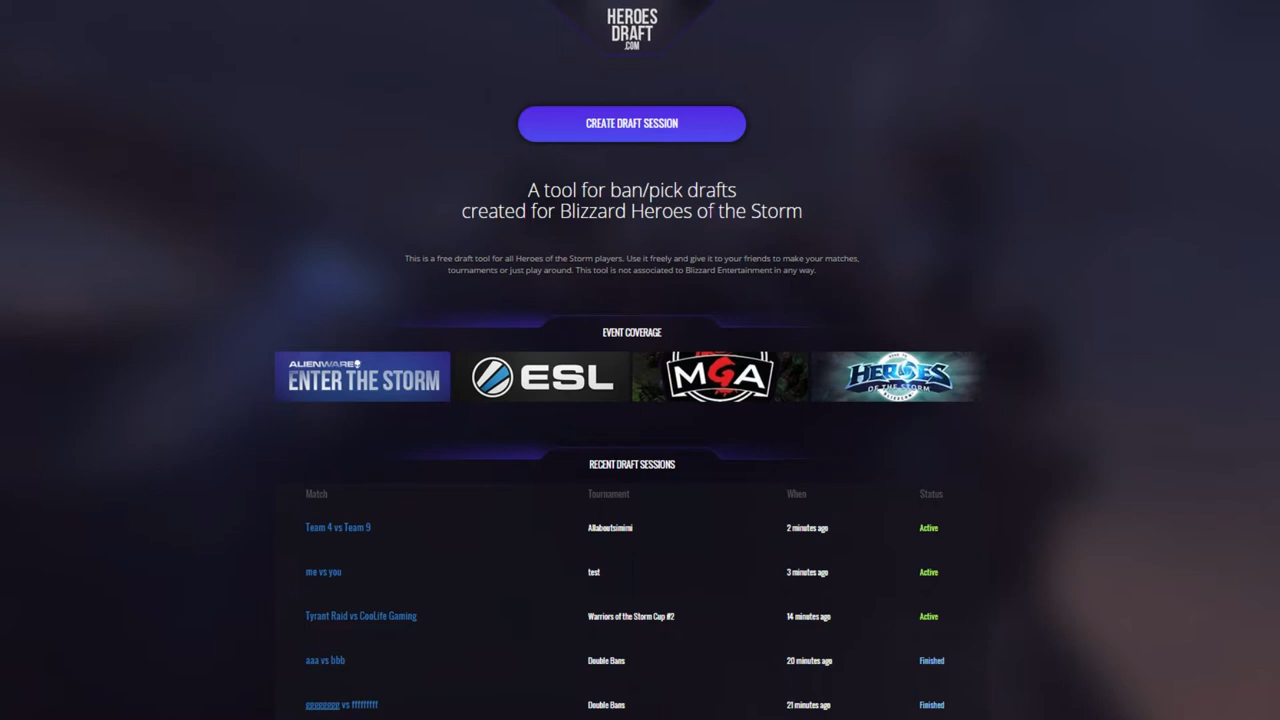 HEROES
DRAFT
.COM
CREATE DRAFT SESSION
A tool for ban/pick drafts
created for Blizzard Heroes of the Storm
This is a free draft tool for all Heroes of the Storm players. Use it freely and give it to your friends to make your matches,
tournaments or just play around. This tool is not associated to Blizzard Entertainment in any way.
EVENT COVERAGE
ALIENWARE
ENTER THE STORM
ESL
MGA
HEROES
OF THE STORM
RECENT DRAFT SESSIONS
Match Tournament When Status
Team 4 vs Team 9 Allaboutsimimi 2 minutes ago Active
me vs you test 3 minutes ago Active
Tyrant Raid vs CooLife Gaming Warriors of the Storm Cup #2 14 minutes ago Active
aaa vs bbb Double Bans 20 minutes ago Finished
gggggggg vs fffffffff Double Bans 21 minutes ago Finished